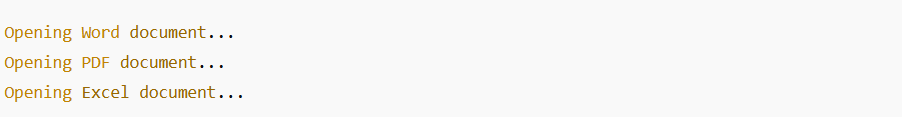 Opening Word document...
Opening PDF document...
Opening Excel document...